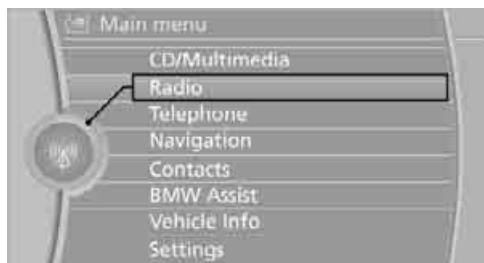 Main menu
CD/Multimedia
Radio
Telephone
Navigation
Contacts
BMW Assist
Vehicle Info
Settings